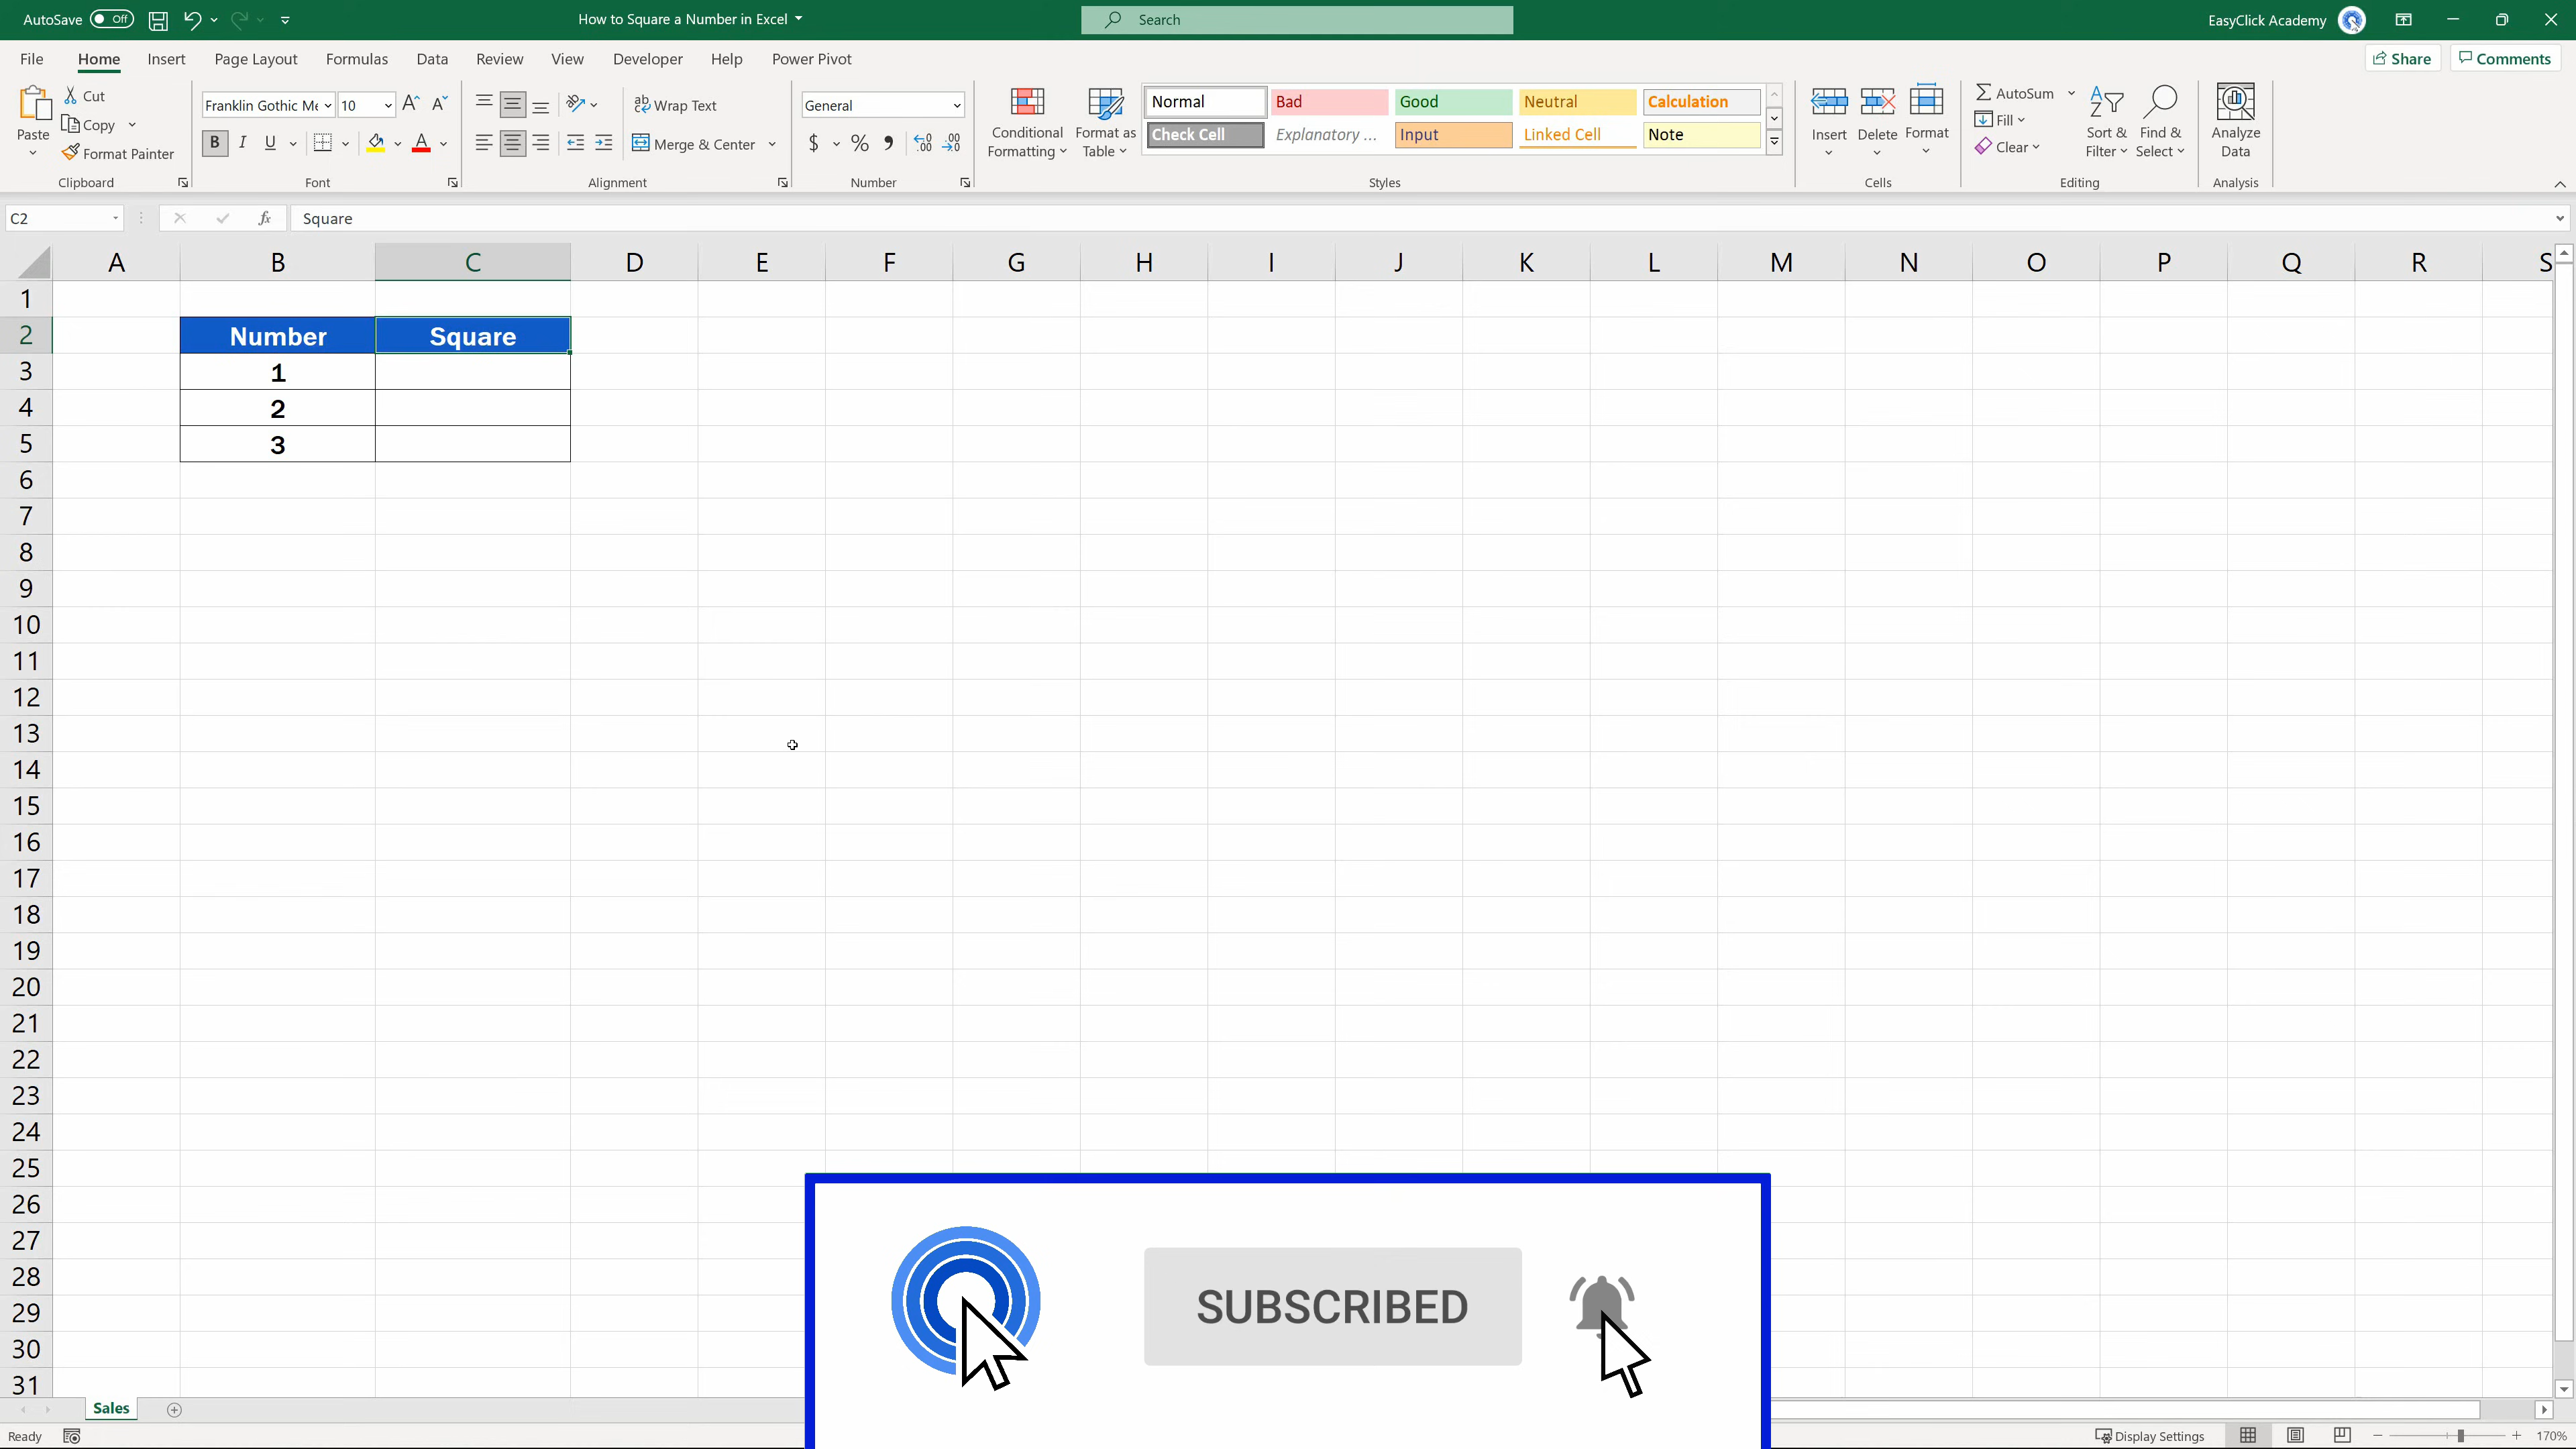 AutoSave Off How to Square a Number in Excel Search EasyClick Academy
File Home Insert Page Layout Formulas Data Review View Developer Help Power Pivot Share Comments
Paste Cut Copy Format Painter Clipboard
Franklin Gothic Me 10 B I U A Font
ab Wrap Text Merge & Center Alignment
General $ % Number
Conditional Formatting Format as Table Normal Bad Good Neutral Calculation
Check Cell Explanatory ... Input Linked Cell Note Styles
Insert Delete Format Cells
AutoSum Fill Clear Sort & Filter Find & Select Editing
Analyze Data Analysis
C2 fx Square
A B C D E F G H I J K L M N O P Q R S
1
2 Number Square
3 1
4 2
5 3
6
7
8
9
10
11
12
13
14
15
16
17
18
19
20
21
22
23
24
25
26
27
28
29
30
31
SUBSCRIBED
Sales
Ready Display Settings 170%